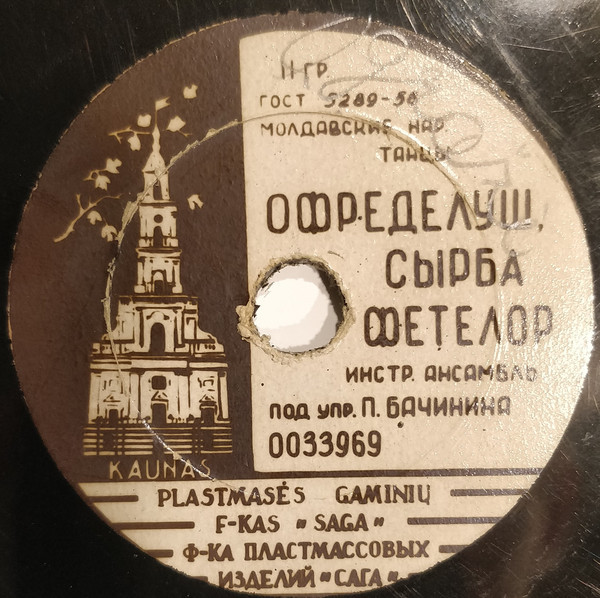 II ГР.
ГОСТ 5289-56
МОЛДАВСКИЕ НАР.
ТАНЦЫ
ОФРЕДЕЛУШ,
СЫРБА
ФЕТЕЛОР
ИНСТР. АНСАМБЛЬ
ПОД УПР. П. БАЧИНИНА
0033969
KAUNAS
PLASTMASĖS GAMINIŲ
F-KAS „SAGA"
Ф-КА ПЛАСТМАССОВЫХ
ИЗДЕЛИЙ „САГА"